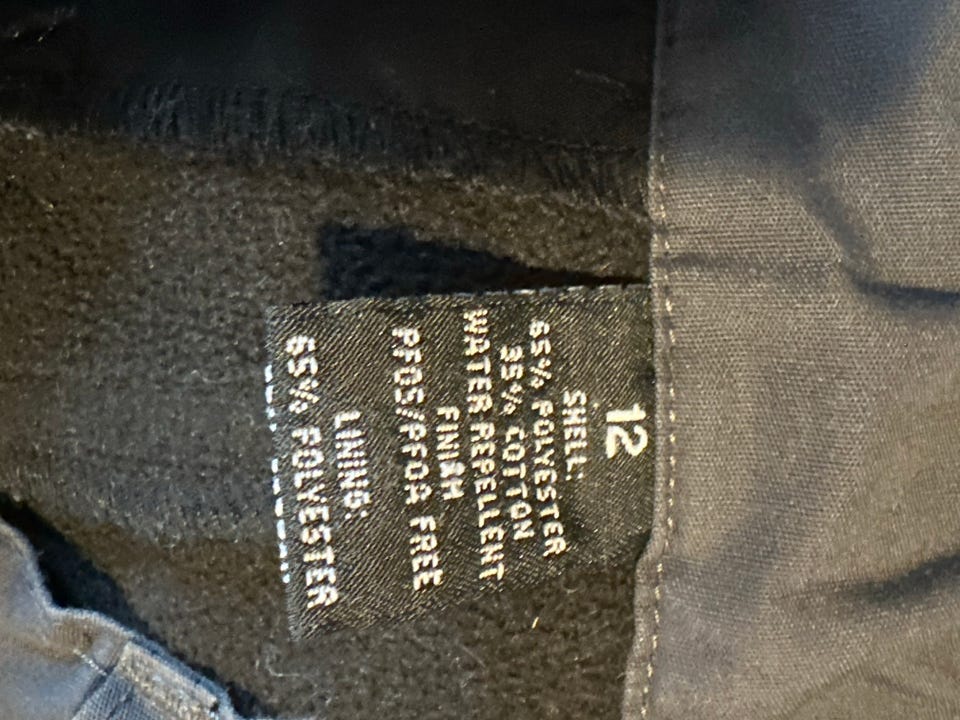 12
SHELL:
65% POLYESTER
35% COTTON
WATER REPELLENT
FINISH
PFOS/PFOA FREE
LINING:
65% POLYESTER